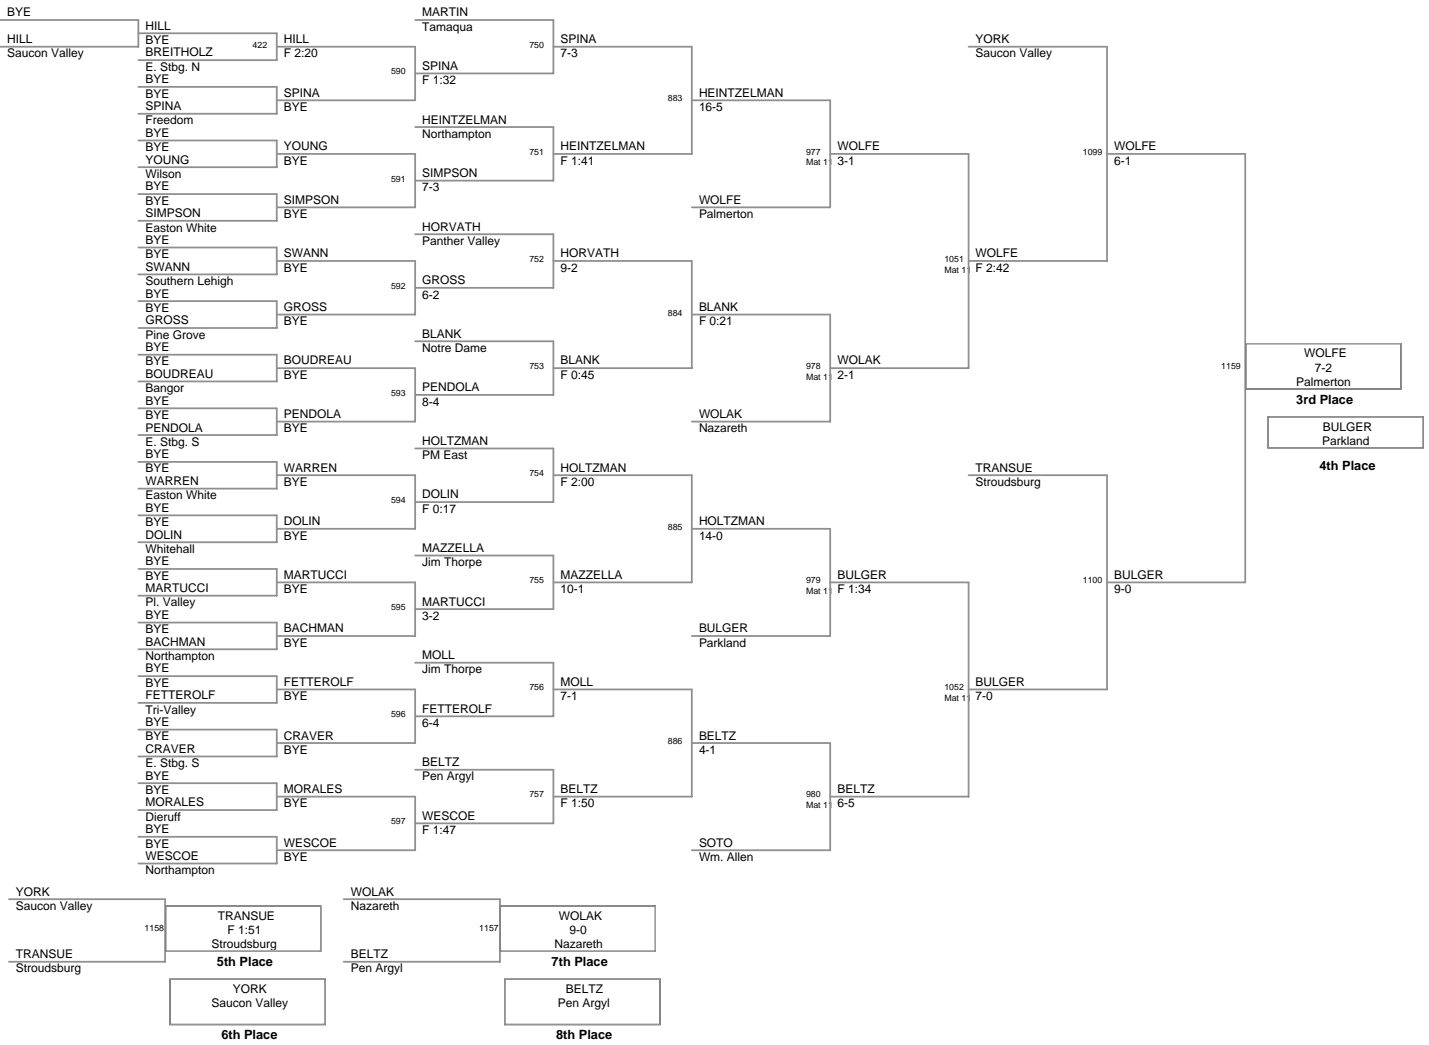 BYE
HILL
Saucon Valley
HILL
BYE
BREITHOLZ
E. Stbg. N
BYE
BYE
SPINA
Freedom
BYE
BYE
YOUNG
Wilson
BYE
BYE
SIMPSON
Easton White
BYE
BYE
SWANN
Southern Lehigh
BYE
BYE
GROSS
Pine Grove
BYE
BYE
BOUDREAU
Bangor
BYE
BYE
PENDOLA
E. Stbg. S
BYE
BYE
WARREN
Easton White
BYE
BYE
DOLIN
Whitehall
BYE
BYE
MARTUCCI
Pl. Valley
BYE
BYE
BACHMAN
Northampton
BYE
BYE
FETTEROLF
Tri-Valley
BYE
BYE
CRAVER
E. Stbg. S
BYE
BYE
MORALES
Dieruff
BYE
BYE
WESCOE
Northampton
422
HILL
F 2:20
SPINA
BYE
YOUNG
BYE
SIMPSON
BYE
SWANN
BYE
GROSS
BYE
BOUDREAU
BYE
PENDOLA
BYE
WARREN
BYE
DOLIN
BYE
MARTUCCI
BYE
BACHMAN
BYE
FETTEROLF
BYE
CRAVER
BYE
MORALES
BYE
WESCOE
BYE
590
591
592
593
594
595
596
597
MARTIN
Tamaqua
SPINA
F 1:32
HEINTZELMAN
Northampton
SIMPSON
7-3
HORVATH
Panther Valley
GROSS
6-2
BLANK
Notre Dame
PENDOLA
8-4
HOLTZMAN
PM East
DOLIN
F 0:17
MAZZELLA
Jim Thorpe
MARTUCCI
3-2
MOLL
Jim Thorpe
FETTEROLF
6-4
BELTZ
Pen Argyl
WESCOE
F 1:47
750
751
752
753
754
755
756
757
SPINA
7-3
HEINTZELMAN
F 1:41
HORVATH
9-2
BLANK
F 0:45
HOLTZMAN
F 2:00
MAZZELLA
10-1
MOLL
7-1
BELTZ
F 1:50
883
884
885
886
HEINTZELMAN
16-5
WOLFE
Palmerton
BLANK
F 0:21
WOLAK
Nazareth
HOLTZMAN
14-0
BULGER
Parkland
BELTZ
4-1
SOTO
Wm. Allen
977
Mat 1
978
Mat 1
979
Mat 1
980
Mat 1
WOLFE
3-1
WOLAK
2-1
BULGER
F 1:34
BELTZ
6-5
1051
Mat 1
1052
Mat 1
YORK
Saucon Valley
WOLFE
F 2:42
TRANSUE
Stroudsburg
BULGER
7-0
1099
1100
WOLFE
6-1
BULGER
9-0
1159
WOLFE
7-2
Palmerton
3rd Place
BULGER
Parkland
4th Place
YORK
Saucon Valley
TRANSUE
Stroudsburg
1158
TRANSUE
F 1:51
Stroudsburg
5th Place
YORK
Saucon Valley
6th Place
WOLAK
Nazareth
BELTZ
Pen Argyl
1157
WOLAK
9-0
Nazareth
7th Place
BELTZ
Pen Argyl
8th Place